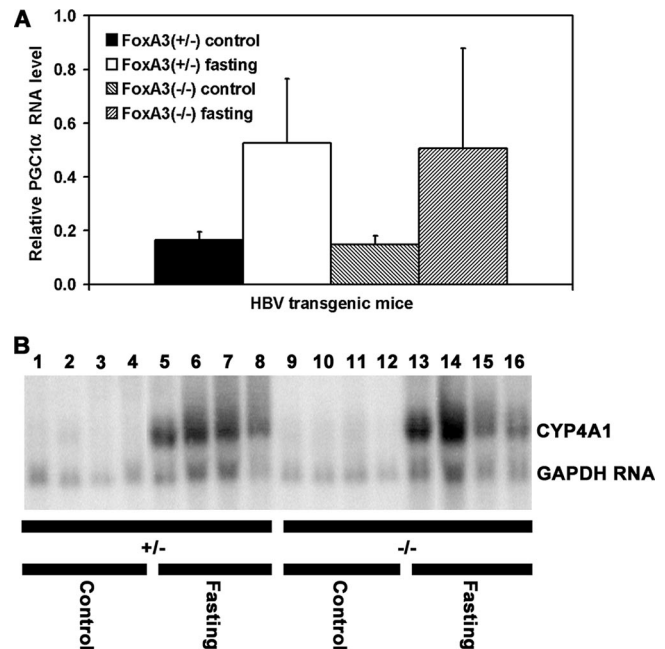 A
Relative PGC1α RNA level
1.0
0.8
0.6
0.4
0.2
0.0
FoxA3(+/-) control
FoxA3(+/-) fasting
FoxA3(-/-) control
FoxA3(-/-) fasting
HBV transgenic mice
B
1 2 3 4 5 6 7 8 9 10 11 12 13 14 15 16
CYP4A1
GAPDH RNA
+/- -/-
Control Fasting Control Fasting